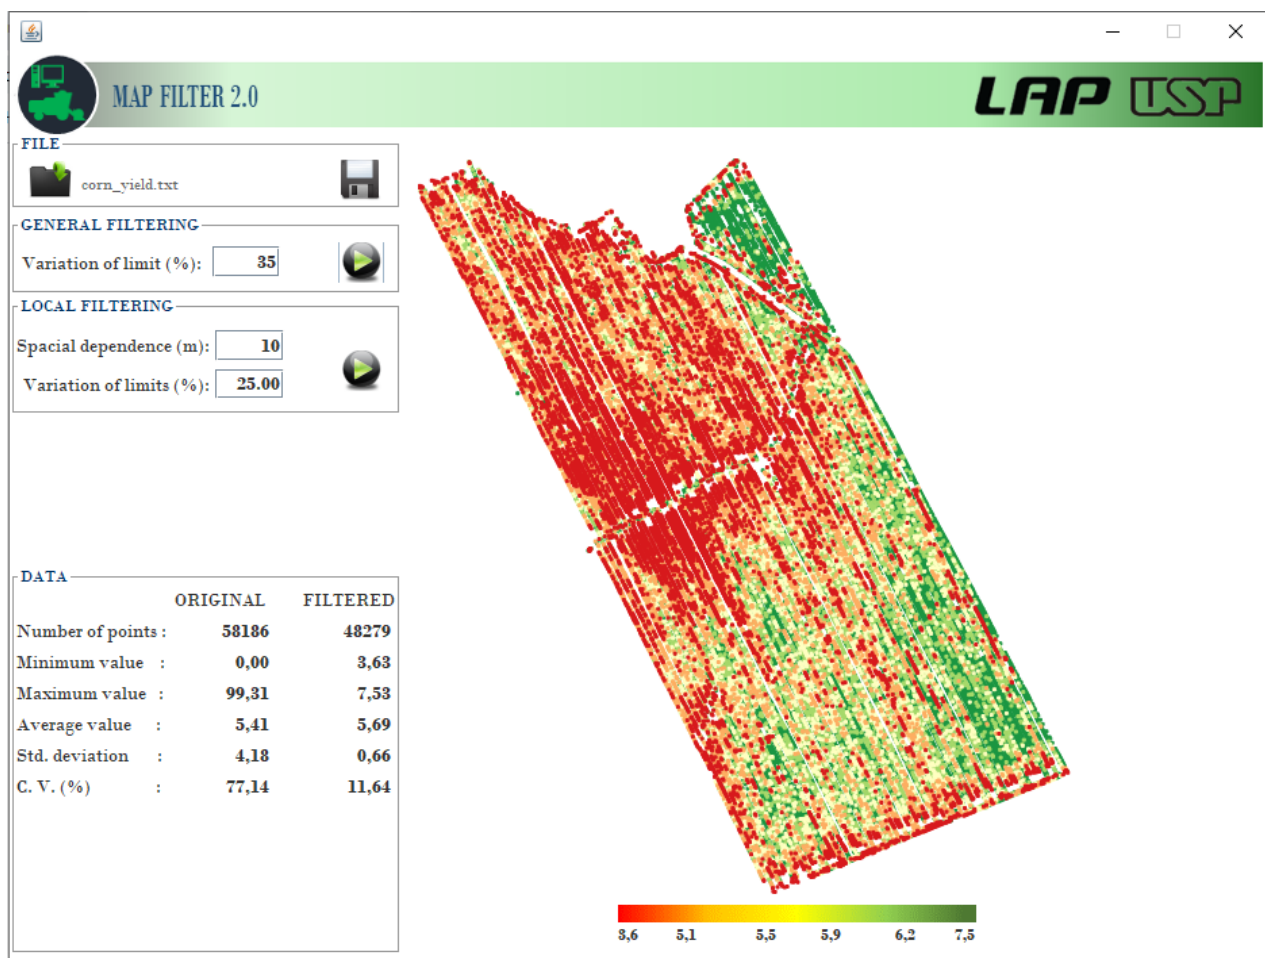 MAP FILTER 2.0
LAP USP
FILE
corn_yield.txt
GENERAL FILTERING
Variation of limit (%): 35
LOCAL FILTERING
Spacial dependence (m): 10
Variation of limits (%): 25.00
DATA
ORIGINAL FILTERED
Number of points : 58186 48279
Minimum value : 0,00 3,63
Maximum value : 99,31 7,53
Average value : 5,41 5,69
Std. deviation : 4,18 0,66
C. V. (%) : 77,14 11,64
3,6 5,1 5,5 5,9 6,2 7,5